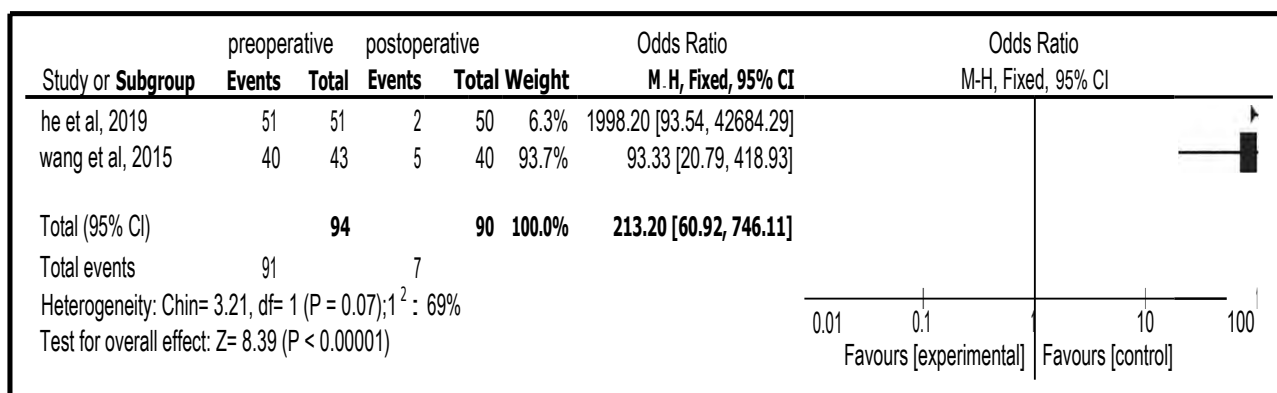 preoperative postoperative Odds Ratio Odds Ratio
Study or Subgroup Events Total Events Total Weight M-H, Fixed, 95% CI M-H, Fixed, 95% CI
he et al, 2019 51 51 2 50 6.3% 1998.20 [93.54, 42684.29]
wang et al, 2015 40 43 5 40 93.7% 93.33 [20.79, 418.93]
Total (95% CI) 94 90 100.0% 213.20 [60.92, 746.11]
Total events 91 7
Heterogeneity: Chin= 3.21, df= 1 (P = 0.07);1 2 : 69%
Test for overall effect: Z= 8.39 (P < 0.00001)
0.01 0.1 1 10 100
Favours [experimental] Favours [control]